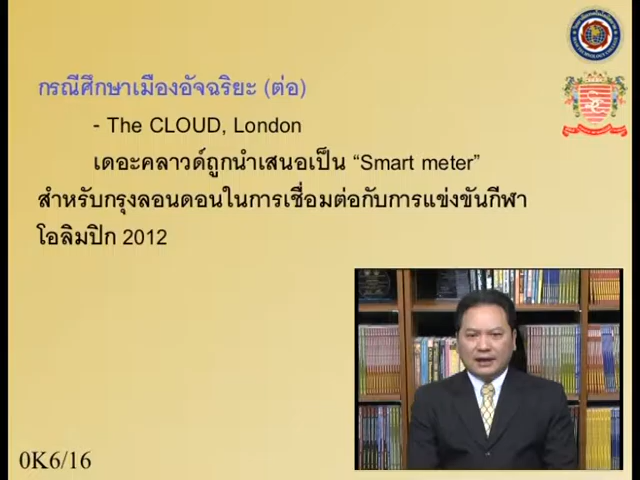 กรณีศึกษาเมืองอัจฉริยะ (ต่อ)
- The CLOUD, London
เดอะคลาวด์ถูกนำเสนอเป็น “Smart meter”
สำหรับกรุงลอนดอนในการเชื่อมต่อกับการแข่งขันกีฬา
โอลิมปิก 2012
0K6/16